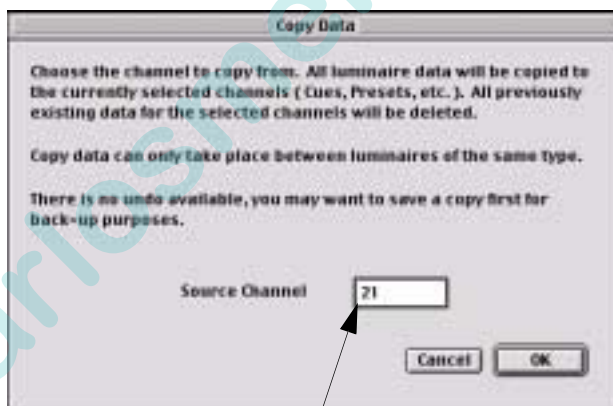 Copy Data
Choose the channel to copy from. All luminaire data will be copied to
the currently selected channels ( Cues, Presets, etc. ). All previously
existing data for the selected channels will be deleted.
Copy data can only take place between luminaires of the same type.
There is no undo available, you may want to save a copy first for
back-up purposes.
Source Channel 21
Cancel OK